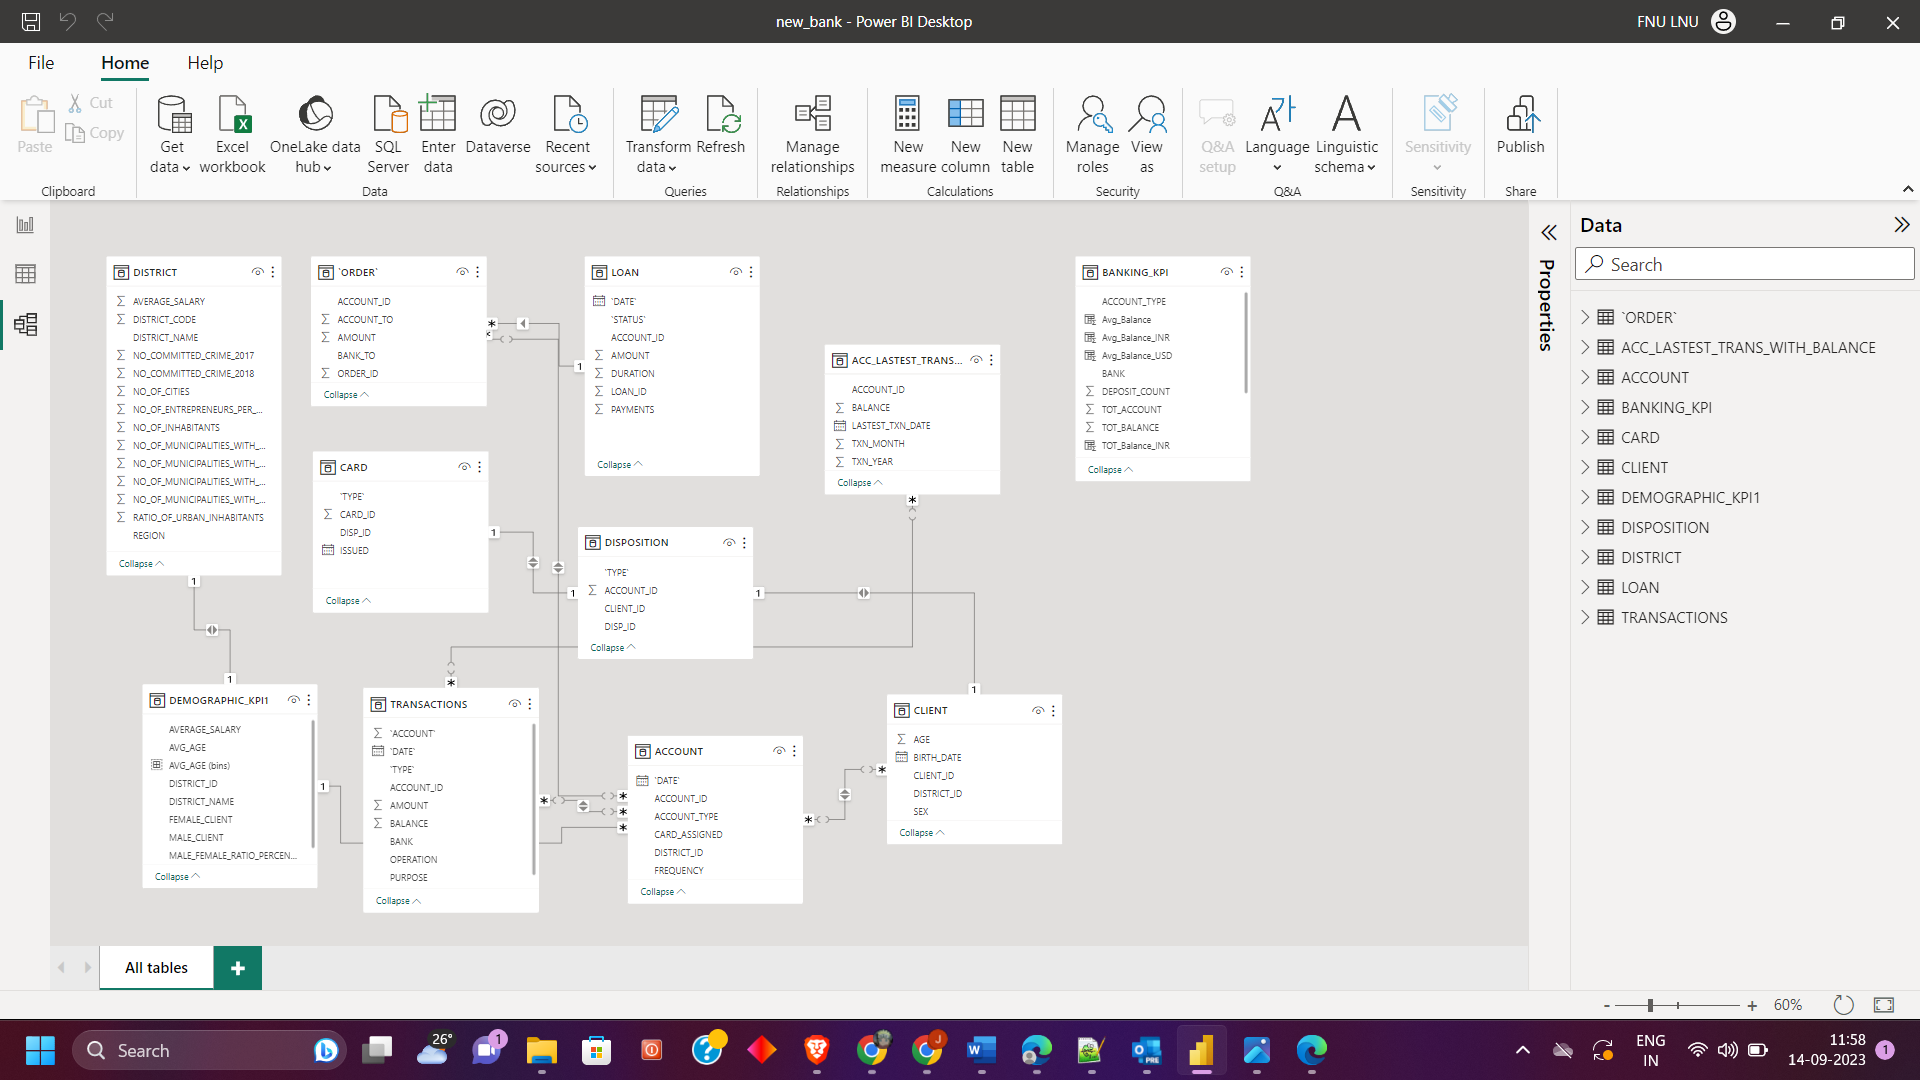 new_bank - Power BI Desktop
FNU LNU
File Home Help
Paste
Cut
Copy
Clipboard
Get data
Excel workbook
OneLake data hub
SQL Server
Enter data
Dataverse
Recent sources
Data
Transform data
Refresh
Queries
Manage relationships
Relationships
New measure
New column
New table
Calculations
Manage roles
View as
Security
Q&A setup
Language
Linguistic schema
Q&A
Sensitivity
Sensitivity
Publish
Share
DISTRICT
AVERAGE_SALARY
DISTRICT_CODE
DISTRICT_NAME
NO_COMMITTED_CRIME_2017
NO_COMMITTED_CRIME_2018
NO_OF_CITIES
NO_OF_ENTREPRENEURS_PER_...
NO_OF_INHABITANTS
NO_OF_MUNICIPALITIES_WITH_...
NO_OF_MUNICIPALITIES_WITH_...
NO_OF_MUNICIPALITIES_WITH_...
NO_OF_MUNICIPALITIES_WITH_...
RATIO_OF_URBAN_INHABITANTS
REGION
Collapse
`ORDER`
ACCOUNT_ID
ACCOUNT_TO
AMOUNT
BANK_TO
ORDER_ID
Collapse
LOAN
`DATE`
`STATUS`
ACCOUNT_ID
AMOUNT
DURATION
LOAN_ID
PAYMENTS
Collapse
ACC_LASTEST_TRANS...
ACCOUNT_ID
BALANCE
LASTEST_TXN_DATE
TXN_MONTH
TXN_YEAR
Collapse
BANKING_KPI
ACCOUNT_TYPE
Avg_Balance
Avg_Balance_INR
Avg_Balance_USD
BANK
DEPOSIT_COUNT
TOT_ACCOUNT
TOT_BALANCE
TOT_Balance_INR
Collapse
CARD
`TYPE`
CARD_ID
DISP_ID
ISSUED
Collapse
DISPOSITION
`TYPE`
ACCOUNT_ID
CLIENT_ID
DISP_ID
Collapse
DEMOGRAPHIC_KPI1
AVERAGE_SALARY
AVG_AGE
AVG_AGE (bins)
DISTRICT_ID
DISTRICT_NAME
FEMALE_CLIENT
MALE_CLIENT
MALE_FEMALE_RATIO_PERCEN...
Collapse
TRANSACTIONS
`ACCOUNT`
`DATE`
`TYPE`
ACCOUNT_ID
AMOUNT
BALANCE
BANK
OPERATION
PURPOSE
Collapse
ACCOUNT
`DATE`
ACCOUNT_ID
ACCOUNT_TYPE
CARD_ASSIGNED
DISTRICT_ID
FREQUENCY
Collapse
CLIENT
AGE
BIRTH_DATE
CLIENT_ID
DISTRICT_ID
SEX
Collapse
Properties
Data
Search
`ORDER`
ACC_LASTEST_TRANS_WITH_BALANCE
ACCOUNT
BANKING_KPI
CARD
CLIENT
DEMOGRAPHIC_KPI1
DISPOSITION
DISTRICT
LOAN
TRANSACTIONS
All tables
- + 60%
Search
26°
1
PRE
ENG
IN
11:58
14-09-2023
1